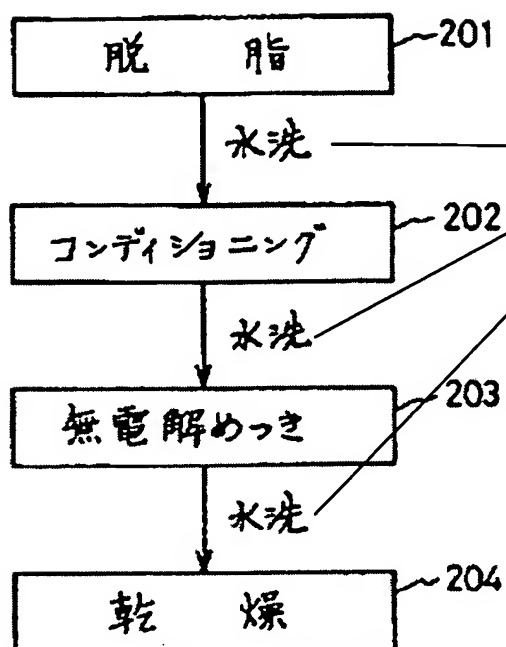 脱 脂 201
水洗
コンディショニング 202
水洗
無電解めっき 203
水洗
乾 燥 204